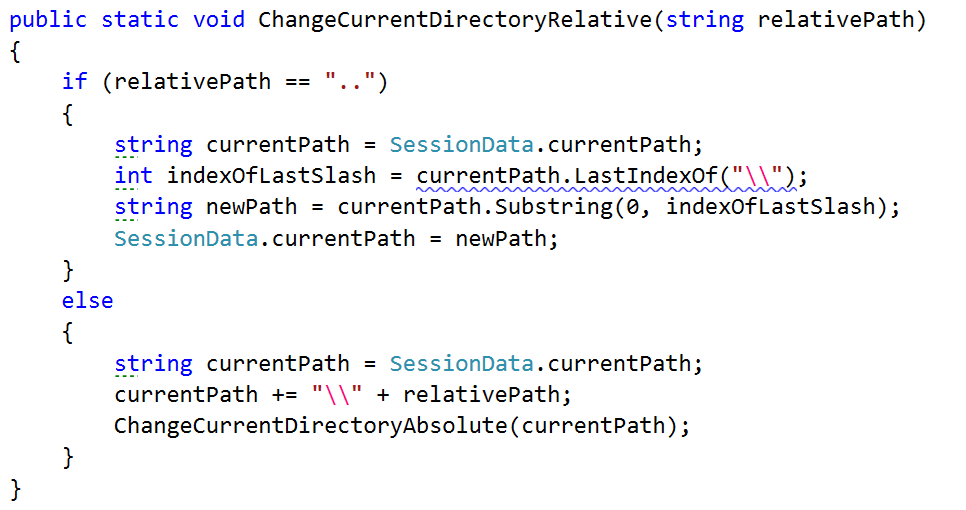 public static void ChangeCurrentDirectoryRelative(string relativePath)
{
    if (relativePath == "..")
    {
        string currentPath = SessionData.currentPath;
        int indexOfLastSlash = currentPath.LastIndexOf("\\");
        string newPath = currentPath.Substring(0, indexOfLastSlash);
        SessionData.currentPath = newPath;
    }
    else
    {
        string currentPath = SessionData.currentPath;
        currentPath += "\\" + relativePath;
        ChangeCurrentDirectoryAbsolute(currentPath);
    }
}